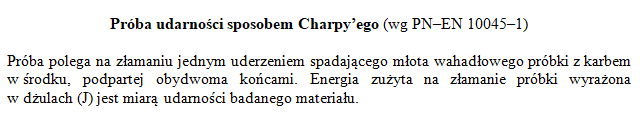 Próba udarności sposobem Charpy’ego (wg PN–EN 10045–1)
Próba polega na złamaniu jednym uderzeniem spadającego młota wahadłowego próbki z karbem
w środku, podpartej obydwoma końcami. Energia zużyta na złamanie próbki wyrażona
w dżulach (J) jest miarą udarności badanego materiału.